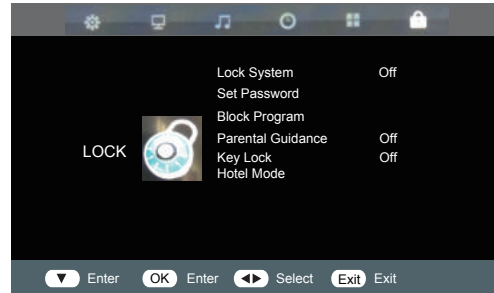 Lock System Off
Set Password
Block Program
Parental Guidance Off
LOCK
Key Lock Off
Hotel Mode
▼ Enter OK Enter ◀▶ Select Exit Exit